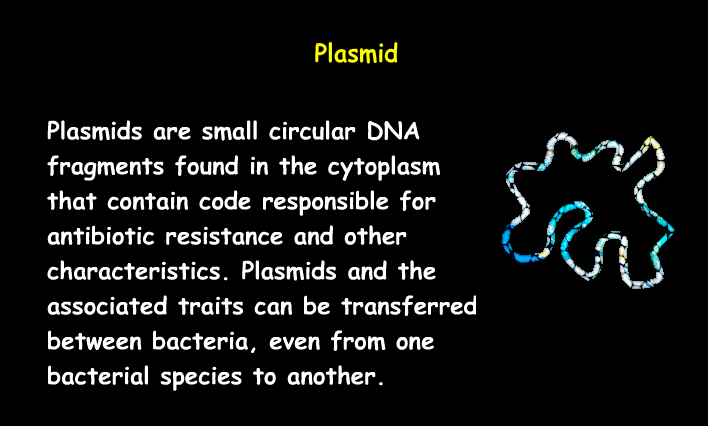 Plasmid
Plasmids are small circular DNA
fragments found in the cytoplasm
that contain code responsible for
antibiotic resistance and other
characteristics. Plasmids and the
associated traits can be transferred
between bacteria, even from one
bacterial species to another.